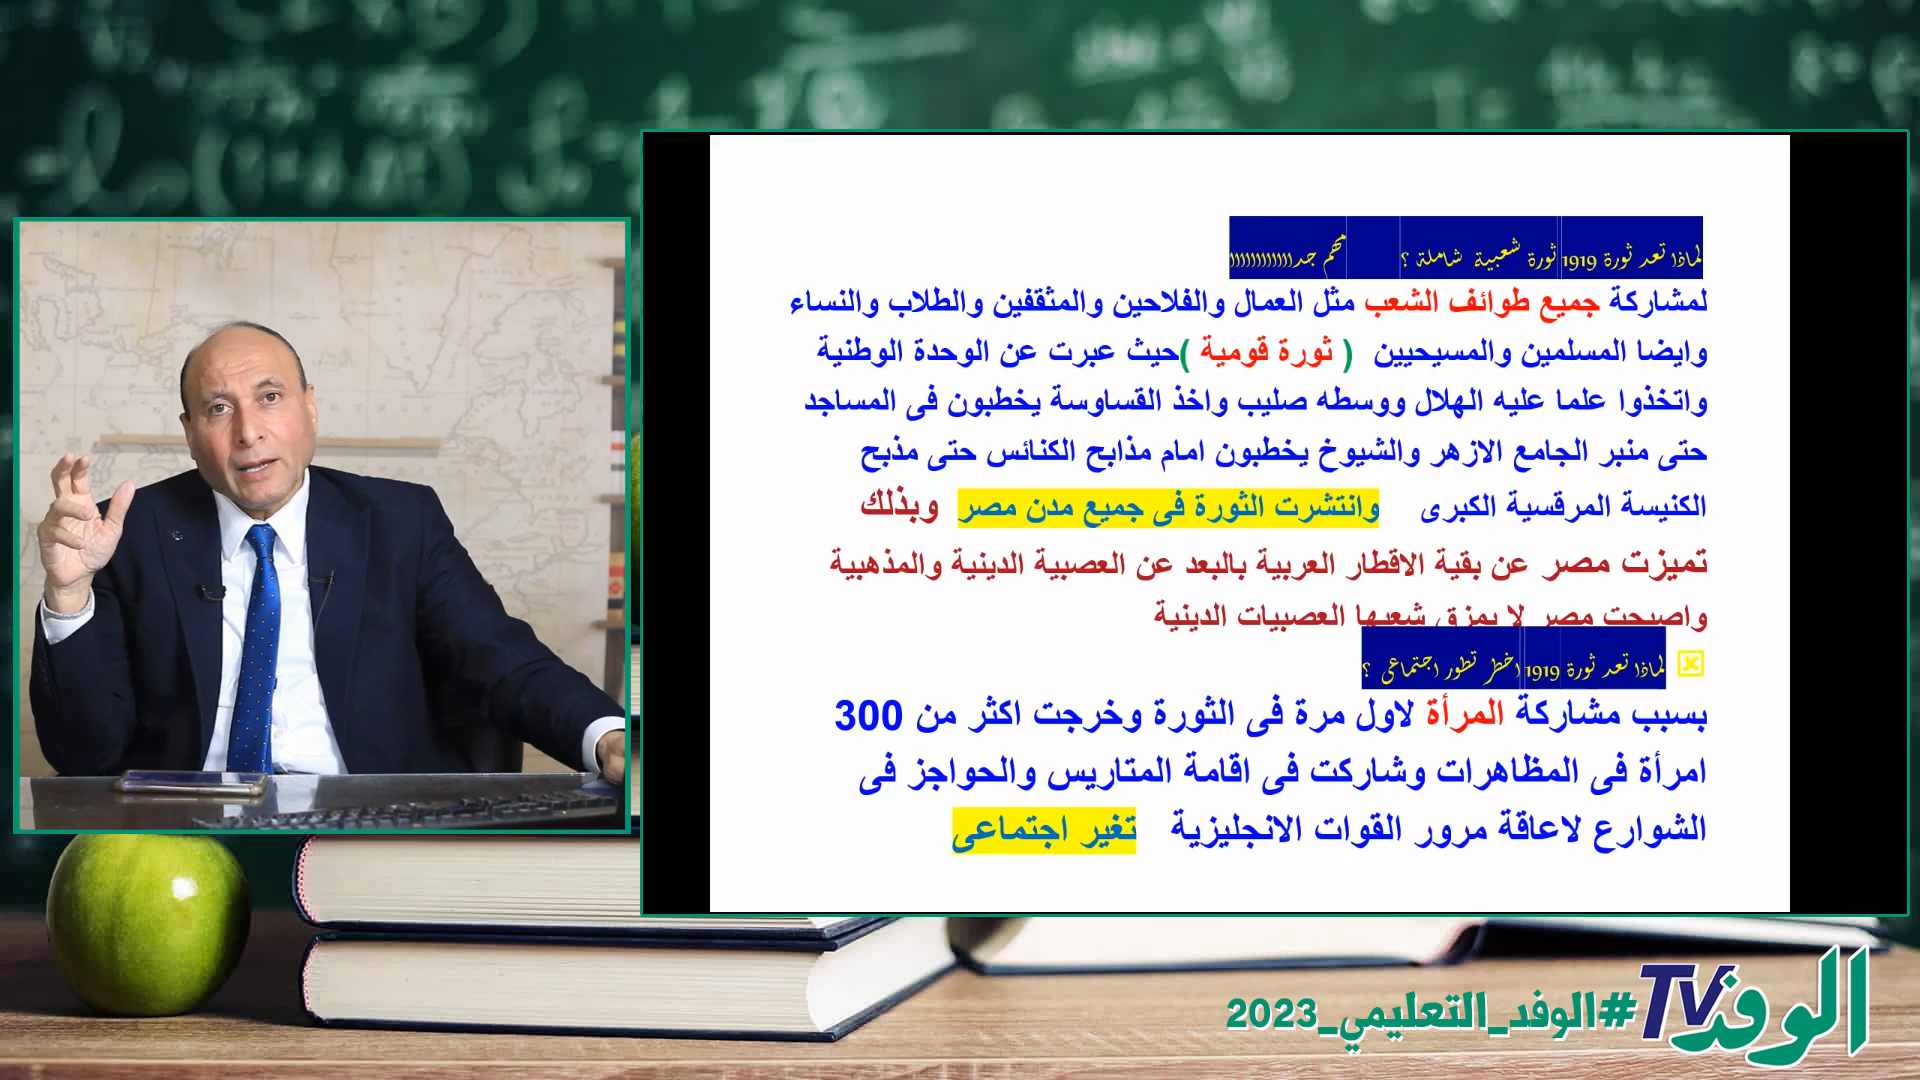 لماذا تعد ثورة 1919 ثورة شعبية شاملة ؟ مهم جداااااااااااا
لمشاركة جميع طوائف الشعب مثل العمال والفلاحين والمثقفين والطلاب والنساء
وايضا المسلمين والمسيحيين ( ثورة قومية )حيث عبرت عن الوحدة الوطنية
واتخذوا علما عليه الهلال ووسطه صليب واخذ القساوسة يخطبون فى المساجد
حتى منبر الجامع الازهر والشيوخ يخطبون امام مذابح الكنائس حتى مذبح
الكنيسة المرقسية الكبرى وانتشرت الثورة فى جميع مدن مصر وبذلك
تميزت مصر عن بقية الاقطار العربية بالبعد عن العصبية الدينية والمذهبية
واصبحت مصر لا يمزق شعبها العصبيات الدينية
لماذا تعد ثورة 1919 اخطر تطور اجتماعى ؟
بسبب مشاركة المرأة لاول مرة فى الثورة وخرجت اكثر من 300
امرأة فى المظاهرات وشاركت فى اقامة المتاريس والحواجز فى
الشوارع لاعاقة مرور القوات الانجليزية تغير اجتماعى
الوفد TV #الوفد_التعليمي_2023